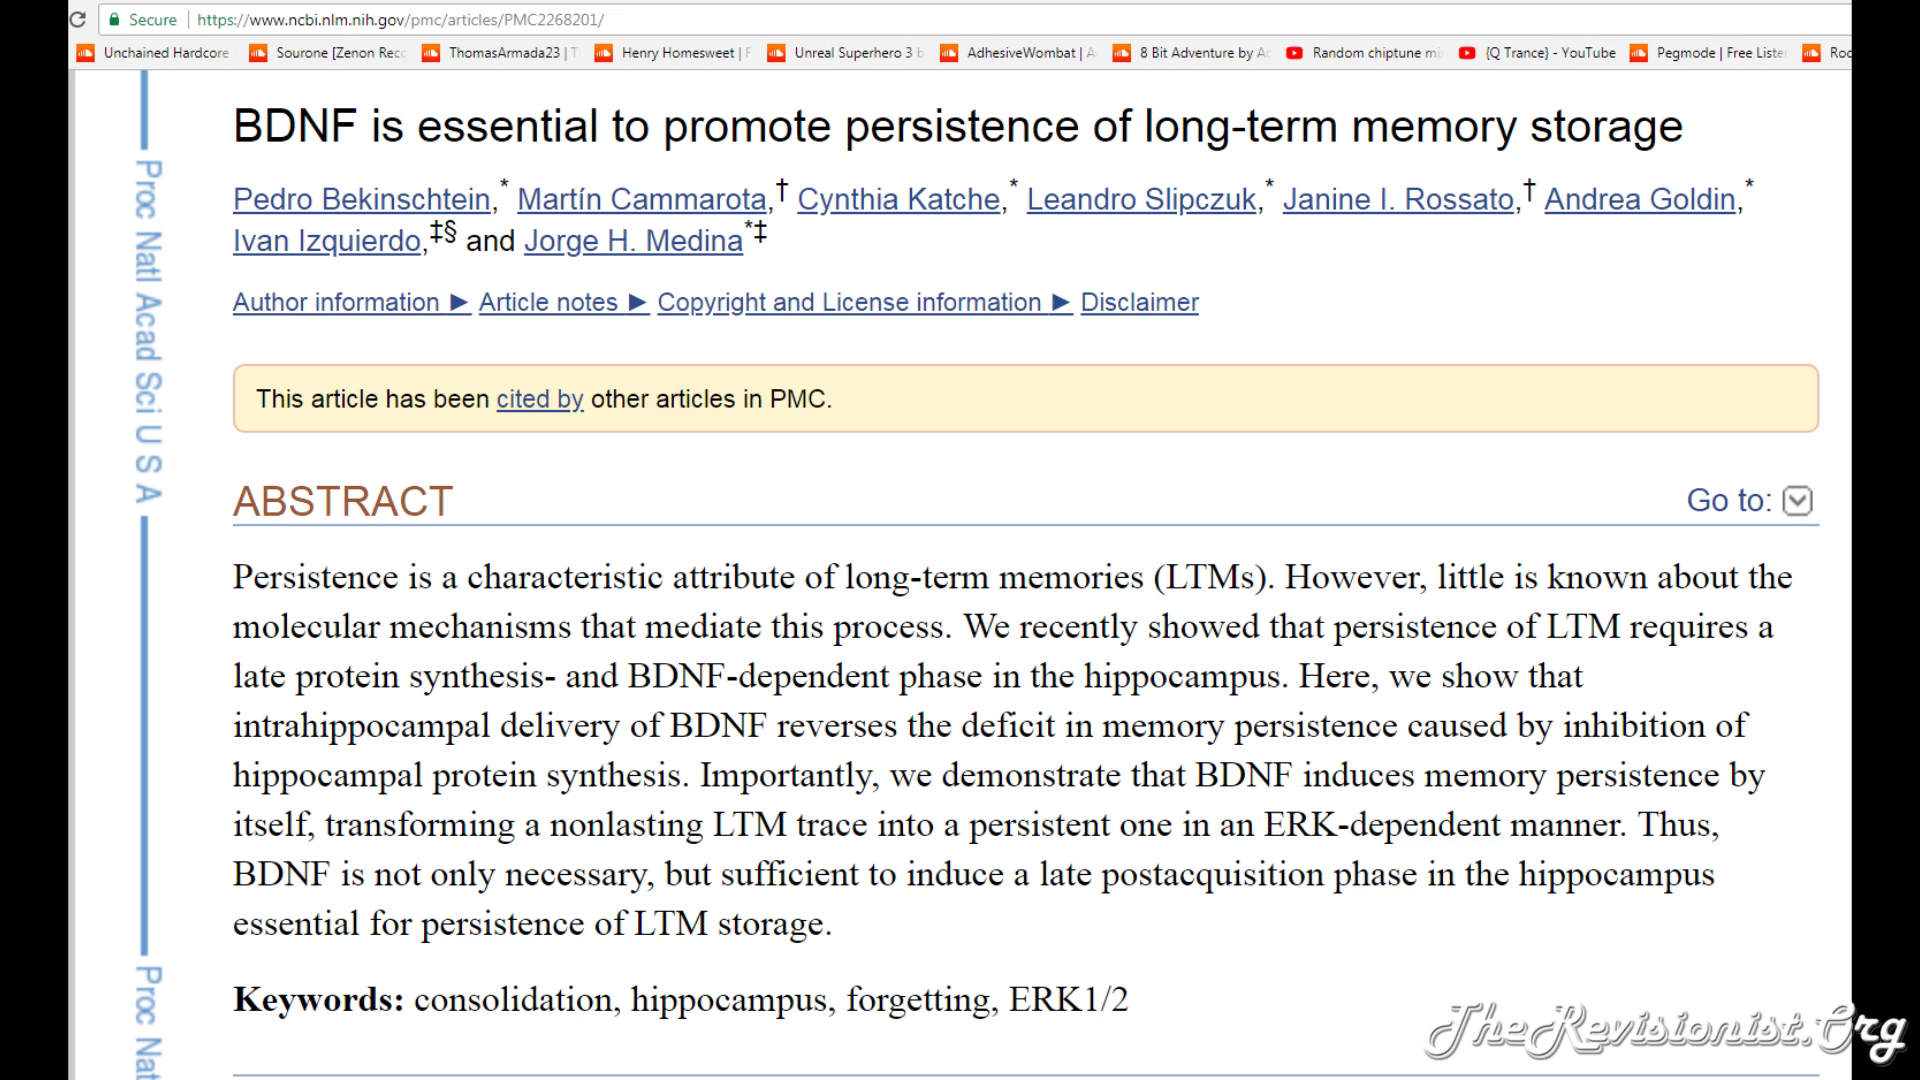 Secure | https://www.ncbi.nlm.nih.gov/pmc/articles/PMC2268201/
Unchained Hardcore Sourone [Zenon Rec ThomasArmada23 | T Henry Homesweet | F Unreal Superhero 3 b AdhesiveWombat | A 8 Bit Adventure by A Random chiptune mi {Q Trance} - YouTube Pegmode | Free Liste Roc
BDNF is essential to promote persistence of long-term memory storage
Pedro Bekinschtein,* Martín Cammarota,† Cynthia Katche,* Leandro Slipczuk,* Janine I. Rossato,† Andrea Goldin,*
Ivan Izquierdo,‡§ and Jorge H. Medina*‡
Author information ► Article notes ► Copyright and License information ► Disclaimer
This article has been cited by other articles in PMC.
ABSTRACT
Go to:
Persistence is a characteristic attribute of long-term memories (LTMs). However, little is known about the
molecular mechanisms that mediate this process. We recently showed that persistence of LTM requires a
late protein synthesis- and BDNF-dependent phase in the hippocampus. Here, we show that
intrahippocampal delivery of BDNF reverses the deficit in memory persistence caused by inhibition of
hippocampal protein synthesis. Importantly, we demonstrate that BDNF induces memory persistence by
itself, transforming a nonlasting LTM trace into a persistent one in an ERK-dependent manner. Thus,
BDNF is not only necessary, but sufficient to induce a late postacquisition phase in the hippocampus
essential for persistence of LTM storage.
Keywords: consolidation, hippocampus, forgetting, ERK1/2
Proc Natl Acad Sci U S A
Proc Nat
TheRevisionist.Org